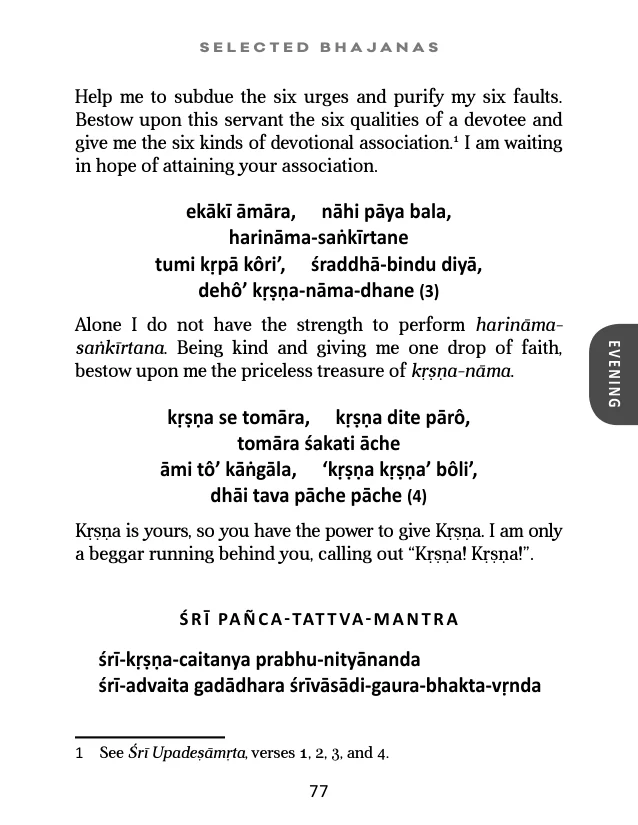 SELECTED BHAJANAS
Help me to subdue the six urges and purify my six faults.
Bestow upon this servant the six qualities of a devotee and
give me the six kinds of devotional association.¹ I am waiting
in hope of attaining your association.
ekākī āmāra, nāhi pāya bala,
harināma-saṅkīrtane
tumi kṛpā kôri’, śraddhā-bindu diyā,
dehô’ kṛṣṇa-nāma-dhane (3)
Alone I do not have the strength to perform harināma-
saṅkīrtana. Being kind and giving me one drop of faith,
bestow upon me the priceless treasure of kṛṣṇa-nāma.
EVENING
kṛṣṇa se tomāra, kṛṣṇa dite pārô,
tomāra śakati āche
āmi tô’ kāṅgāla, ‘kṛṣṇa kṛṣṇa’ bôli’,
dhāi tava pāche pāche (4)
Kṛṣṇa is yours, so you have the power to give Kṛṣṇa. I am only
a beggar running behind you, calling out “Kṛṣṇa! Kṛṣṇa!”.
ŚRĪ PAÑCA-TATTVA-MANTRA
śrī-kṛṣṇa-caitanya prabhu-nityānanda
śrī-advaita gadādhara śrīvāsādi-gaura-bhakta-vṛnda
1 See Śrī Upadeṣāmṛta, verses 1, 2, 3, and 4.
77